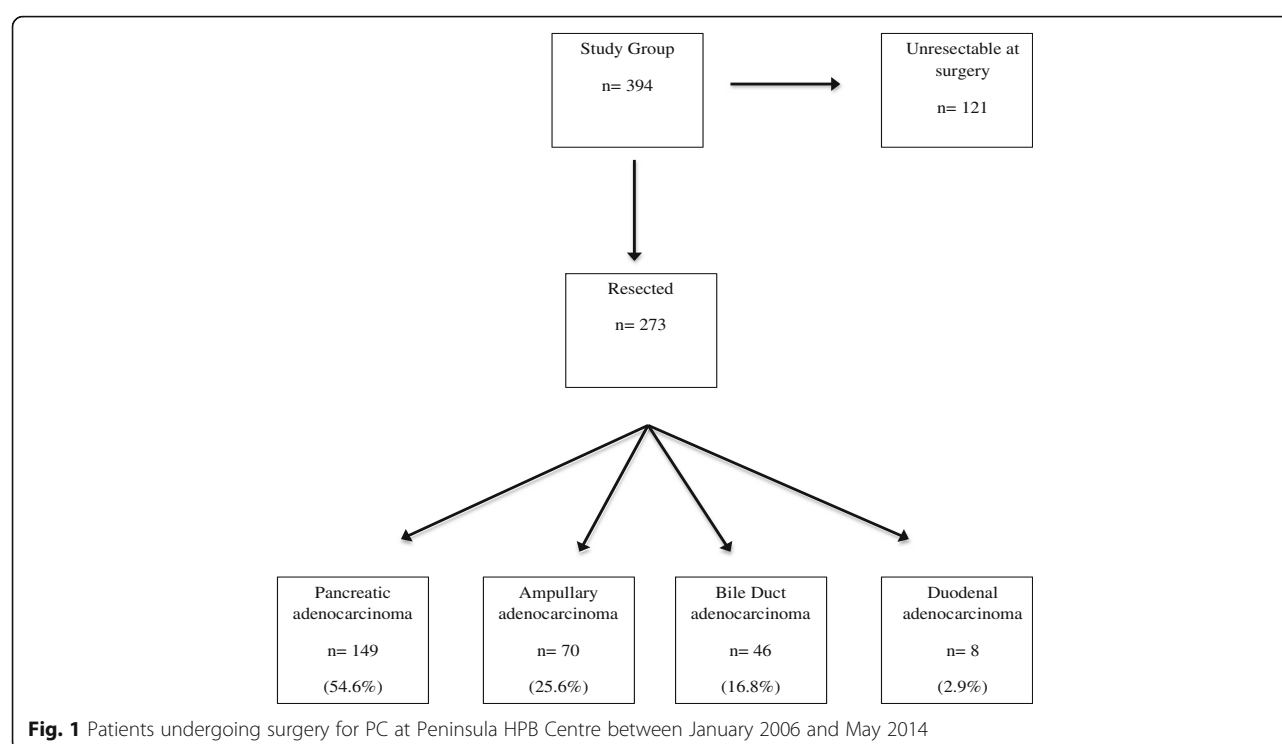 Study Group
n= 394
Unresectable at
surgery
n= 121
Resected
n= 273
Pancreatic
adenocarcinoma
n= 149
(54.6%)
Ampullary
adenocarcinoma
n= 70
(25.6%)
Bile Duct
adenocarcinoma
n= 46
(16.8%)
Duodenal
adenocarcinoma
n= 8
(2.9%)
Fig. 1 Patients undergoing surgery for PC at Peninsula HPB Centre between January 2006 and May 2014